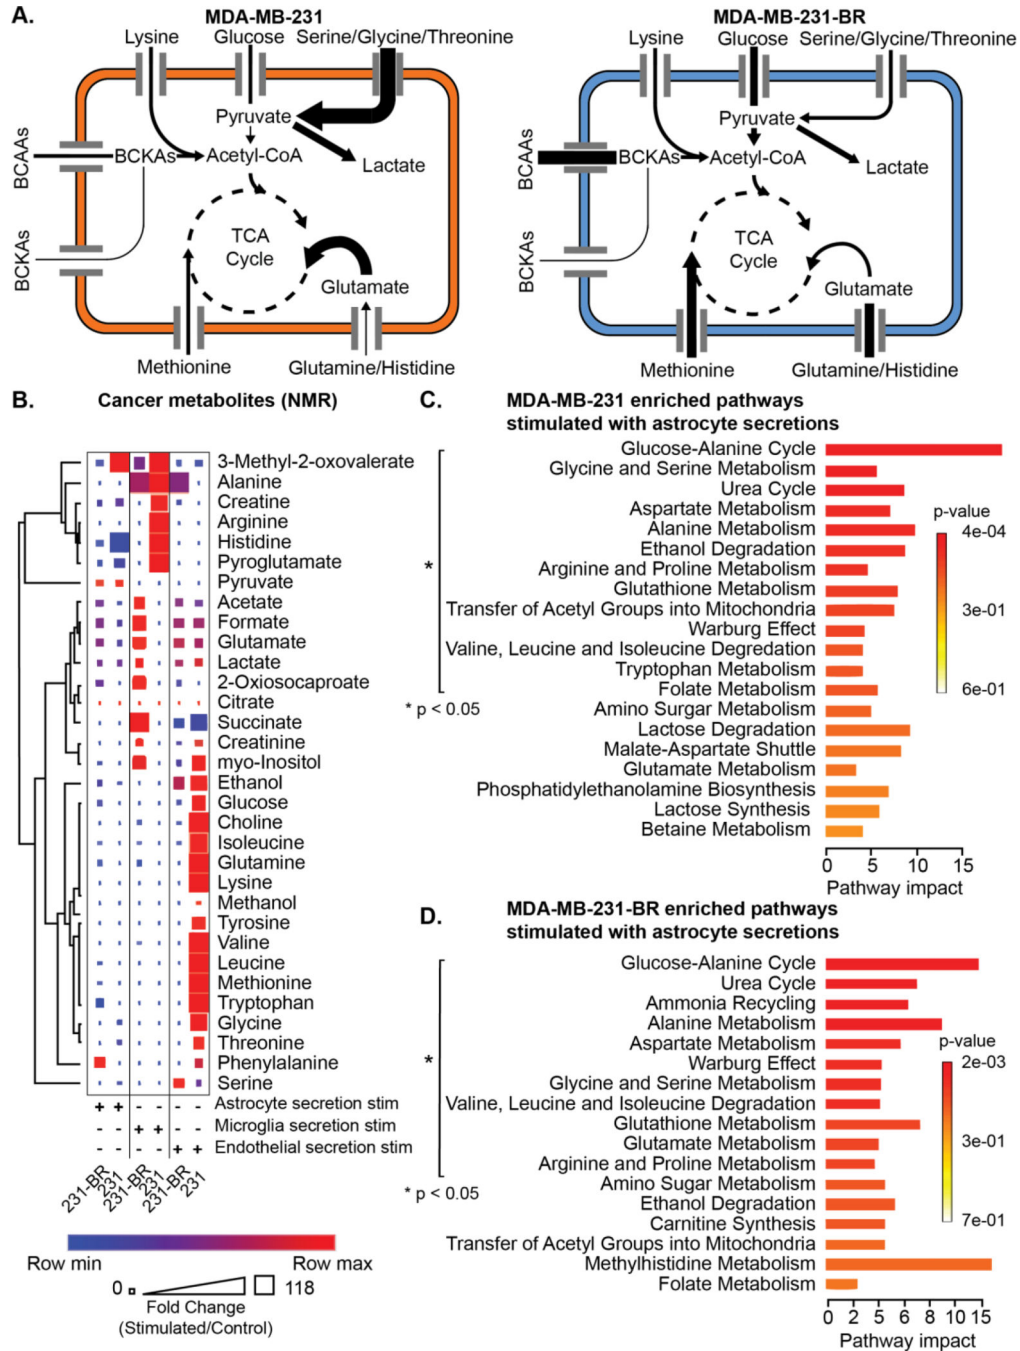 A.
MDA-MB-231
Lysine
Glucose
Serine/Glycine/Threonine
Pyruvate
BCAAs
BCKAs
Acetyl-CoA
Lactate
TCA
Cycle
BCKAs
Glutamate
Methionine
Glutamine/Histidine
MDA-MB-231-BR
Lysine
Glucose
Serine/Glycine/Threonine
Pyruvate
BCAAs
BCKAs
Acetyl-CoA
Lactate
TCA
Cycle
BCKAs
Glutamate
Methionine
Glutamine/Histidine
B.
Cancer metabolites (NMR)
3-Methyl-2-oxovalerate
Alanine
Creatine
Arginine
Histidine
Pyroglutamate
Pyruvate
Acetate
Formate
Glutamate
Lactate
2-Oxiosocaproate
Citrate
Succinate
Creatinine
myo-Inositol
Ethanol
Glucose
Choline
Isoleucine
Glutamine
Lysine
Methanol
Tyrosine
Valine
Leucine
Methionine
Tryptophan
Glycine
Threonine
Phenylalanine
Serine
+ + - - - - Astrocyte secretion stim
- - + + - - Microglia secretion stim
- - - - + + Endothelial secretion stim
231-BR
231
231-BR
231
231-BR
231
Row min
Row max
0
118
Fold Change
(Stimulated/Control)
C.
MDA-MB-231 enriched pathways
stimulated with astrocyte secretions
Glucose-Alanine Cycle
Glycine and Serine Metabolism
Urea Cycle
Aspartate Metabolism
Alanine Metabolism
Ethanol Degradation
Arginine and Proline Metabolism
Glutathione Metabolism
Transfer of Acetyl Groups into Mitochondria
Warburg Effect
Valine, Leucine and Isoleucine Degredation
Tryptophan Metabolism
Folate Metabolism
Amino Surgar Metabolism
Lactose Degradation
Malate-Aspartate Shuttle
Glutamate Metabolism
Phosphatidylethanolamine Biosynthesis
Lactose Synthesis
Betaine Metabolism
*
* p < 0.05
p-value
4e-04
3e-01
6e-01
0 5 10 15
Pathway impact
D.
MDA-MB-231-BR enriched pathways
stimulated with astrocyte secretions
Glucose-Alanine Cycle
Urea Cycle
Ammonia Recycling
Alanine Metabolism
Aspartate Metabolism
Warburg Effect
Glycine and Serine Metabolism
Valine, Leucine and Isoleucine Degradation
Glutathione Metabolism
Glutamate Metabolism
Arginine and Proline Metabolism
Amino Sugar Metabolism
Ethanol Degradation
Carnitine Synthesis
Transfer of Acetyl Groups into Mitochondria
Methylhistidine Metabolism
Folate Metabolism
*
* p < 0.05
p-value
2e-03
3e-01
7e-01
0 2 5 6 8 10 15
Pathway impact